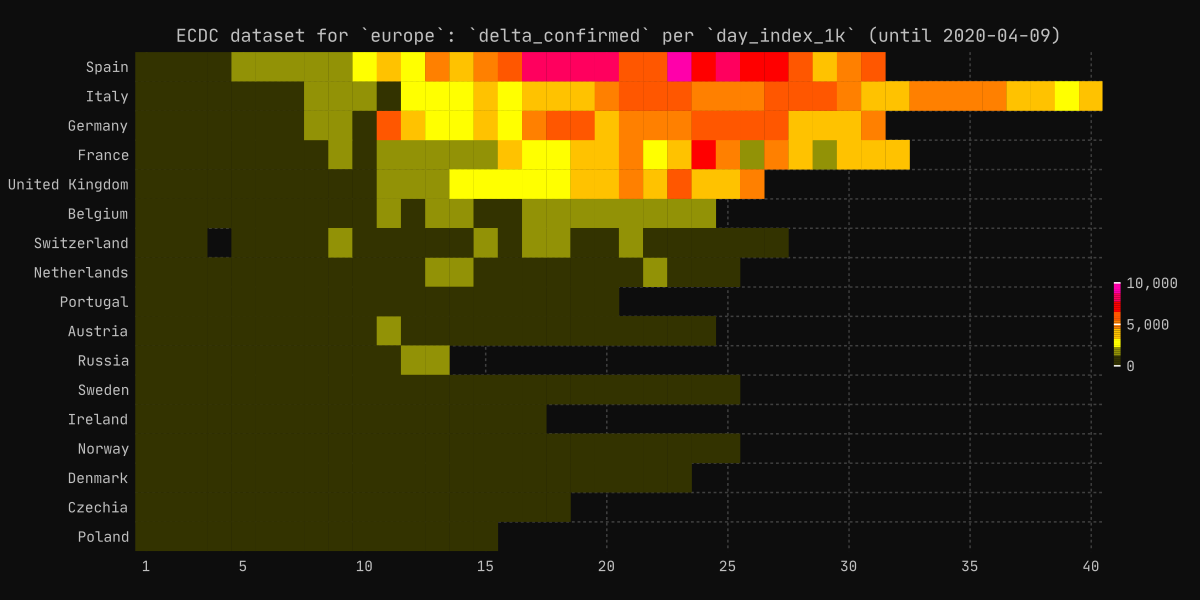 ECDC dataset for `europe`: `delta_confirmed` per `day_index_1k` (until 2020-04-09)
Spain
Italy
Germany
France
United Kingdom
Belgium
Switzerland
Netherlands
Portugal
Austria
Russia
Sweden
Ireland
Norway
Denmark
Czechia
Poland
1 5 10 15 20 25 30 35 40
10,000
5,000
0